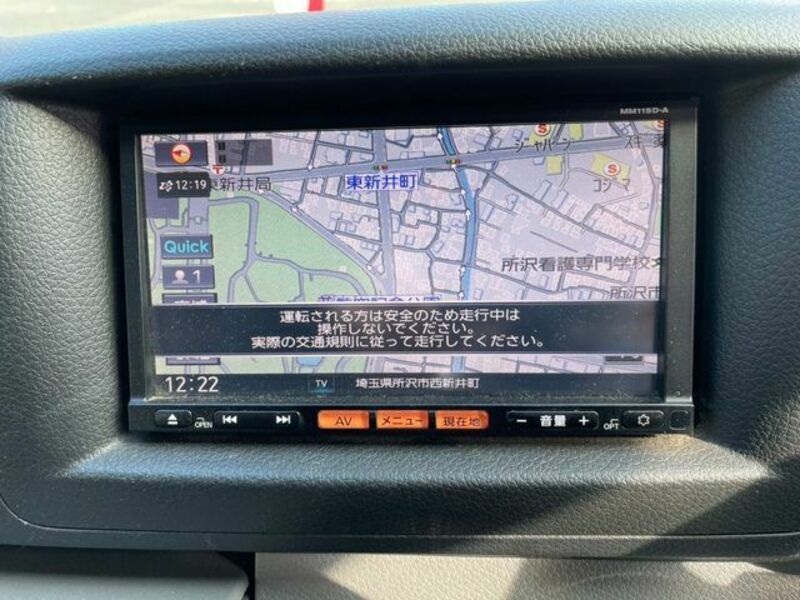 MM115D-A
ジャパン
12:19
東新井局
東新井町
コジマ
Quick
1
所沢看護専門学校
所沢市
運転される方は安全のため走行中は
操作しないでください。
実際の交通規則に従って走行してください。
12:22 TV 埼玉県所沢市西新井町
OPEN AV メニュー 現在地 − 音量 + OPT